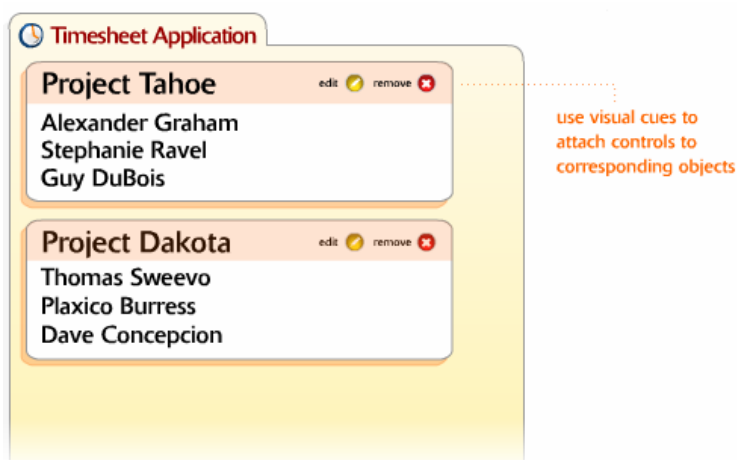 Timesheet Application
Project Tahoe edit remove
Alexander Graham
Stephanie Ravel
Guy DuBois
use visual cues to
attach controls to
corresponding objects
Project Dakota edit remove
Thomas Sweevo
Plaxico Burress
Dave Concepcion